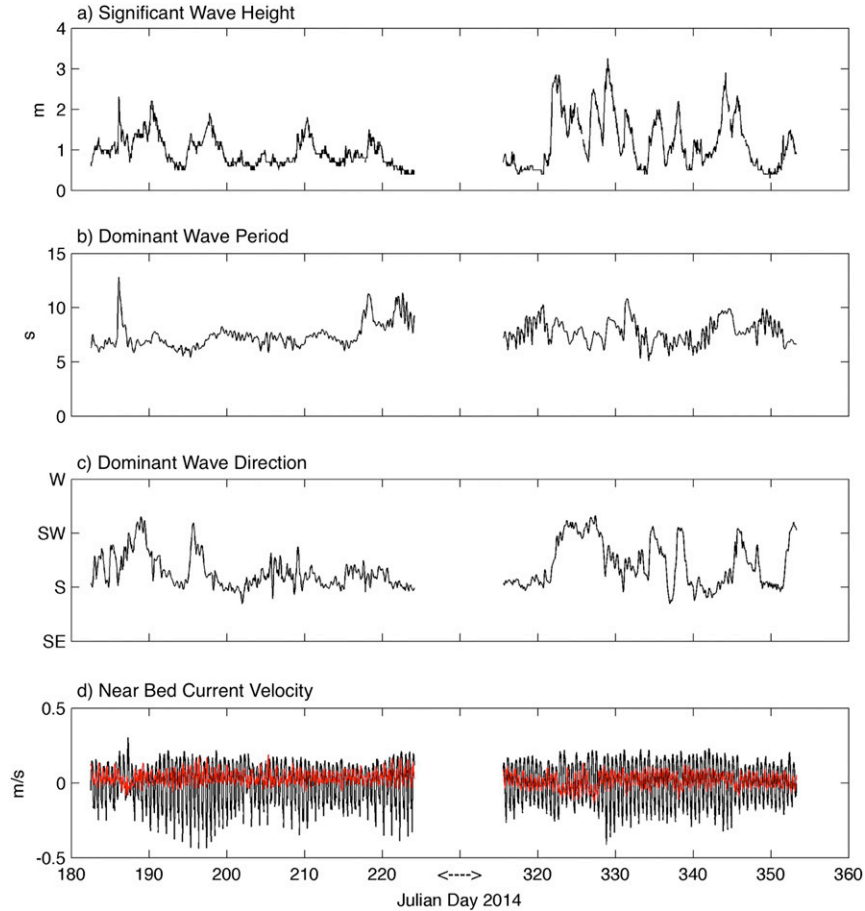 a) Significant Wave Height
4
3
2
1
0
m
b) Dominant Wave Period
15
10
5
0
s
c) Dominant Wave Direction
W
SW
S
SE
d) Near Bed Current Velocity
0.5
0
-0.5
m/s
180 190 200 210 220 <----> 320 330 340 350 360
Julian Day 2014